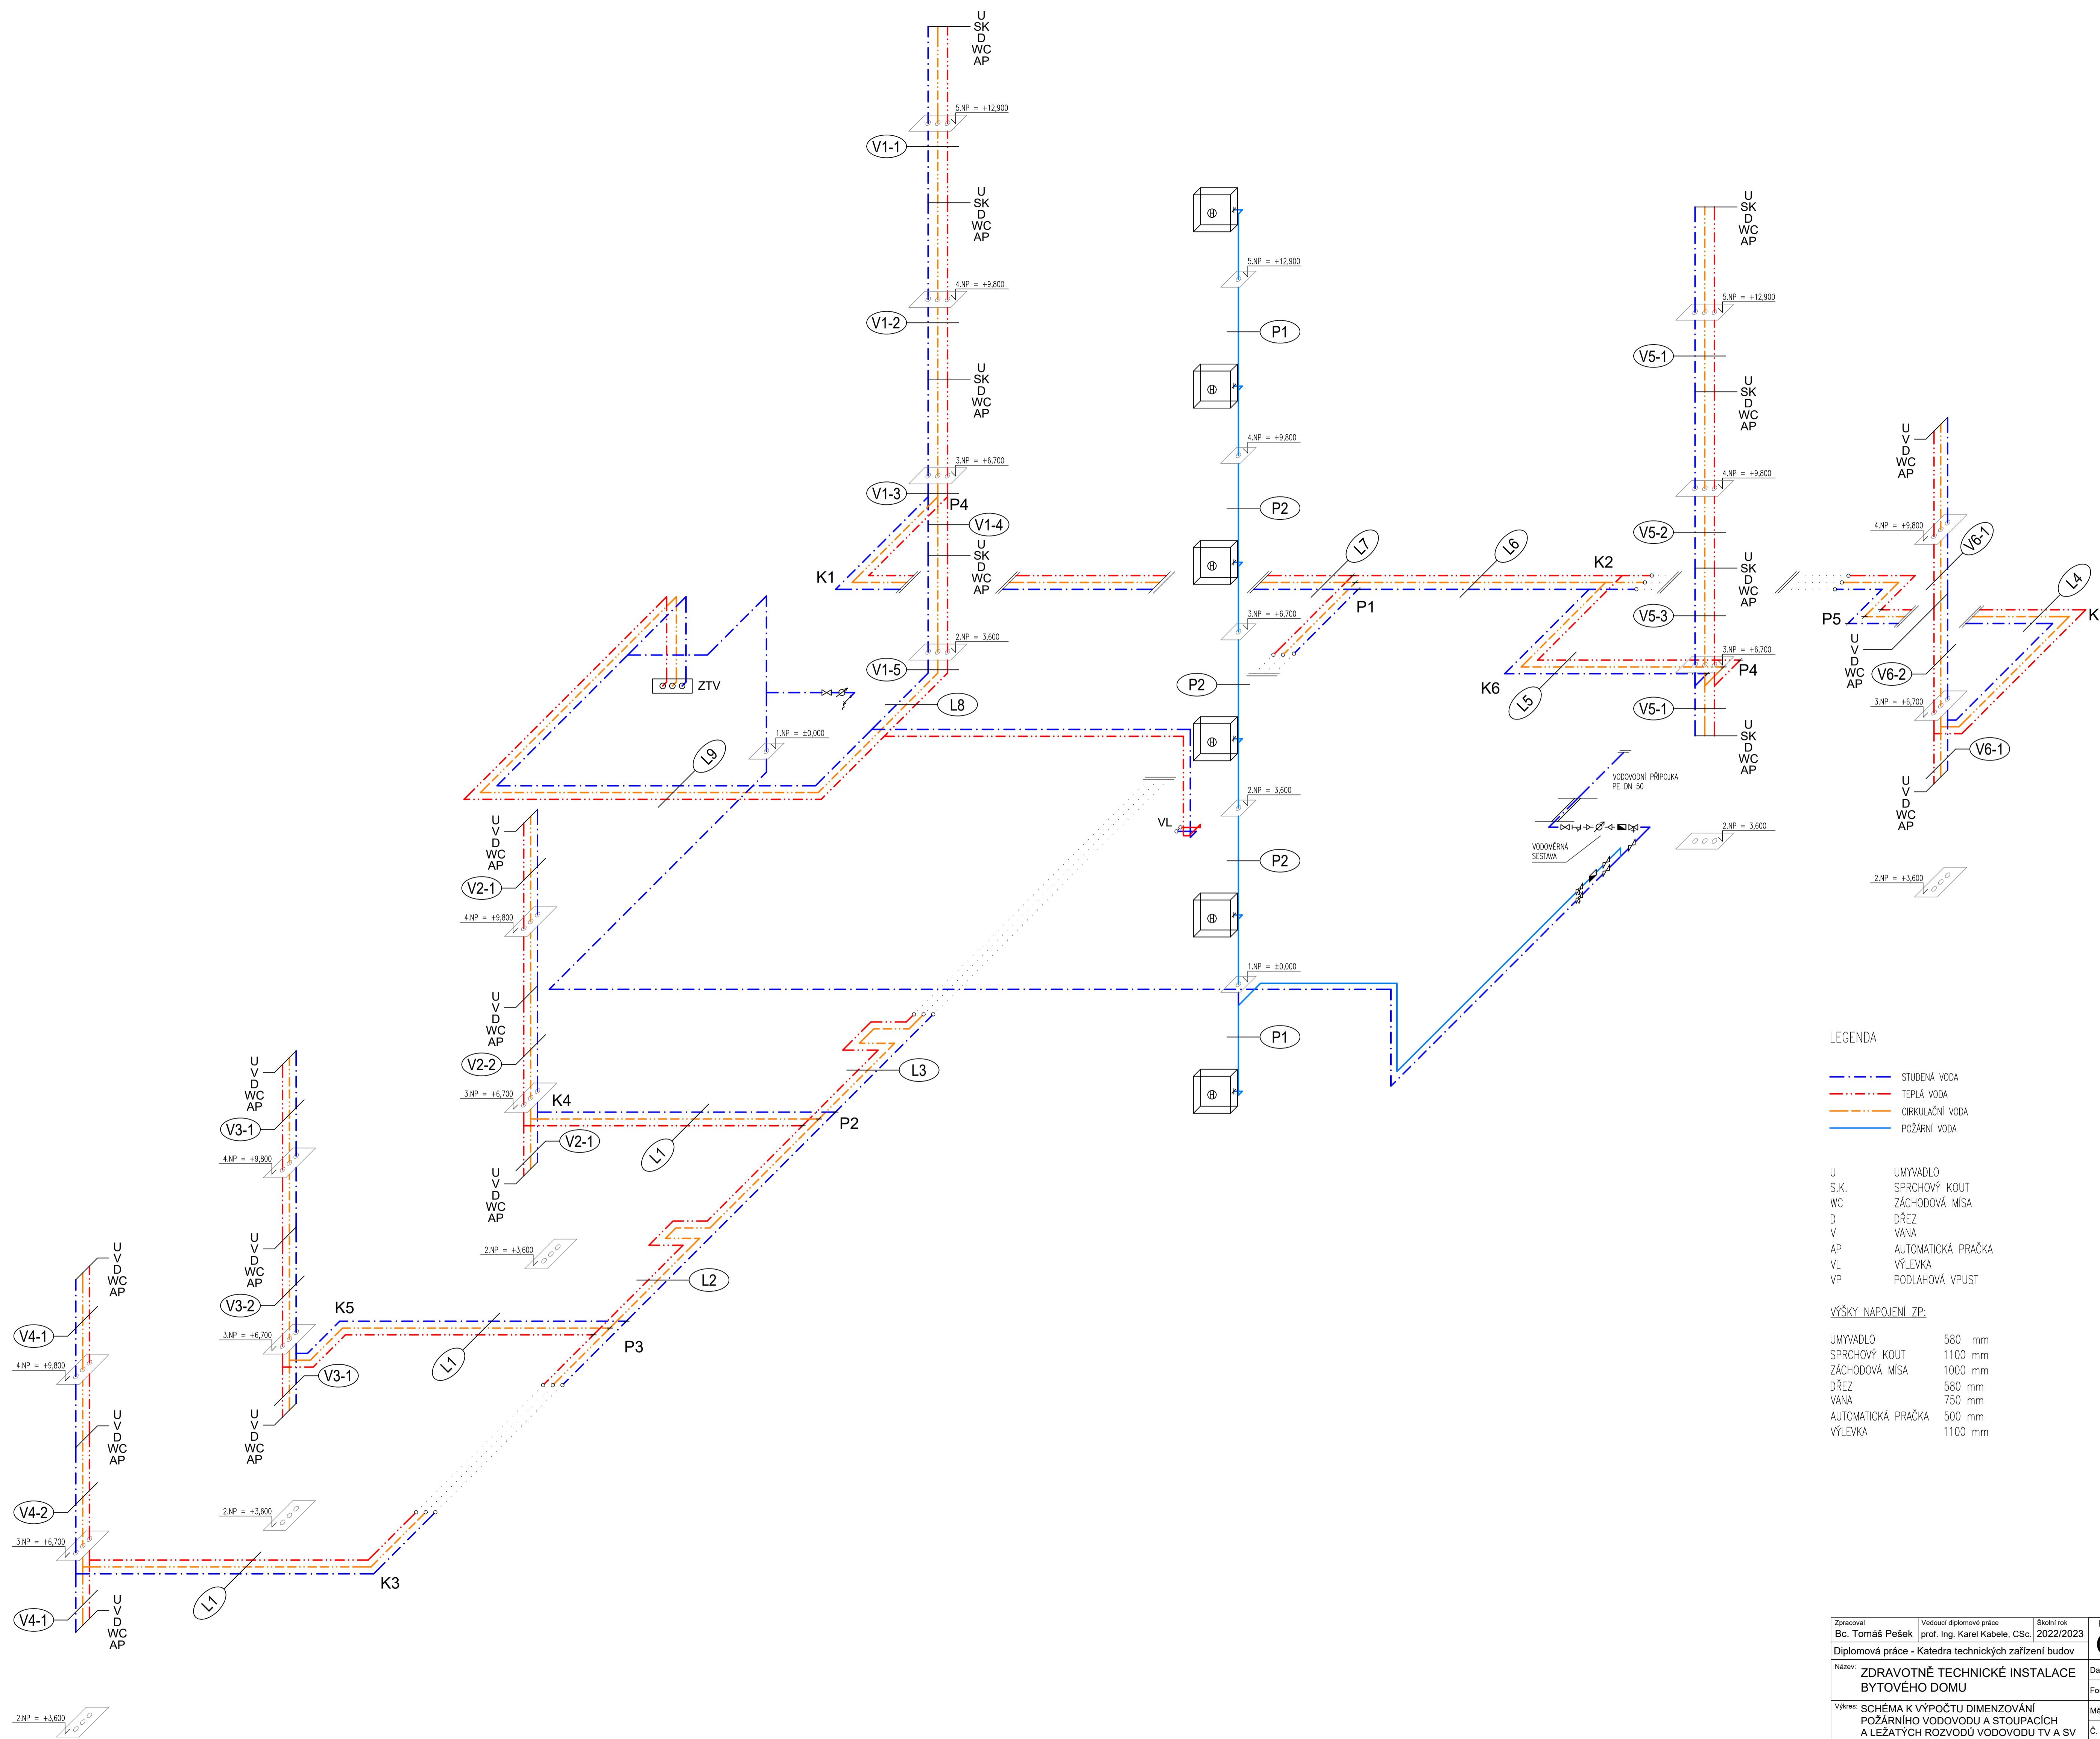 U
SK
D
WC
AP
5.NP = +12,900
V1-1
U
SK
D
WC
AP
4.NP = +9,800
V1-2
U
SK
D
WC
AP
3.NP = +6,700
V1-3
P4
V1-4
U
SK
D
WC
AP
K1
2.NP = 3,600
V1-5
L8
ZTV
1.NP = ±0,000
L9
VL
5.NP = +12,900
P1
4.NP = +9,800
P2
3.NP = +6,700
P2
2.NP = 3,600
P2
1.NP = ±0,000
P1
L7
P1
L6
K2
K6
L5
U
SK
D
WC
AP
5.NP = +12,900
V5-1
U
SK
D
WC
AP
4.NP = +9,800
V5-2
U
SK
D
WC
AP
V5-3
3.NP = +6,700
P4
V5-1
U
SK
D
WC
AP
2.NP = 3,600
VODOVODNÍ PŘÍPOJKA
PE DN 50
VODOMĚRNÁ
SESTAVA
U
V
D
WC
AP
4.NP = +9,800
V6-1
L4
K
P5
U
V
D
WC
AP
V6-2
3.NP = +6,700
V6-1
U
V
D
WC
AP
2.NP = +3,600
U
V
D
WC
AP
V2-1
4.NP = +9,800
U
V
D
WC
AP
V2-2
3.NP = +6,700
K4
V2-1
U
V
D
WC
AP
L1
P2
L3
2.NP = +3,600
L2
U
V
D
WC
AP
V3-1
4.NP = +9,800
U
V
D
WC
AP
V3-2
K5
3.NP = +6,700
V3-1
L1
P3
U
V
D
WC
AP
2.NP = +3,600
U
V
D
WC
AP
V4-1
4.NP = +9,800
U
V
D
WC
AP
V4-2
3.NP = +6,700
K3
L1
V4-1
U
V
D
WC
AP
2.NP = +3,600
LEGENDA
STUDENÁ VODA
TEPLÁ VODA
CIRKULAČNÍ VODA
POŽÁRNÍ VODA
U UMYVADLO
S.K. SPRCHOVÝ KOUT
WC ZÁCHODOVÁ MÍSA
D DŘEZ
V VANA
AP AUTOMATICKÁ PRAČKA
VL VÝLEVKA
VP PODLAHOVÁ VPUST
VÝŠKY NAPOJENÍ ZP:
UMYVADLO 580 mm
SPRCHOVÝ KOUT 1100 mm
ZÁCHODOVÁ MÍSA 1000 mm
DŘEZ 580 mm
VANA 750 mm
AUTOMATICKÁ PRAČKA 500 mm
VÝLEVKA 1100 mm
Zpracoval Vedoucí diplomové práce Školní rok
Bc. Tomáš Pešek prof. Ing. Karel Kabele, CSc. 2022/2023
Diplomová práce - Katedra technických zařízení budov
Název: ZDRAVOTNĚ TECHNICKÉ INSTALACE
BYTOVÉHO DOMU
Výkres: SCHÉMA K VÝPOČTU DIMENZOVÁNÍ
POŽÁRNÍHO VODOVODU A STOUPACÍCH
A LEŽATÝCH ROZVODŮ VODOVODU TV A SV
Č.